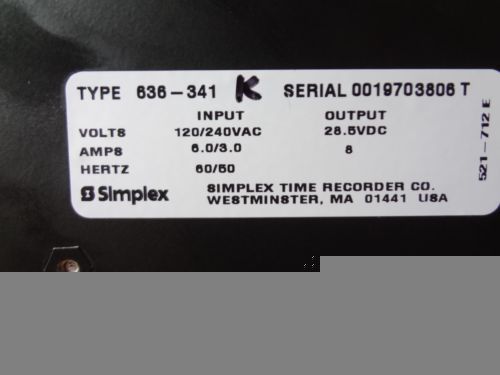 TYPE 636-341 K SERIAL 0019703806 T
INPUT OUTPUT
VOLTS 120/240VAC 28.5VDC
AMPS 6.0/3.0 8
HERTZ 60/50
Simplex SIMPLEX TIME RECORDER CO.
WESTMINSTER, MA 01441 USA
521-712 E